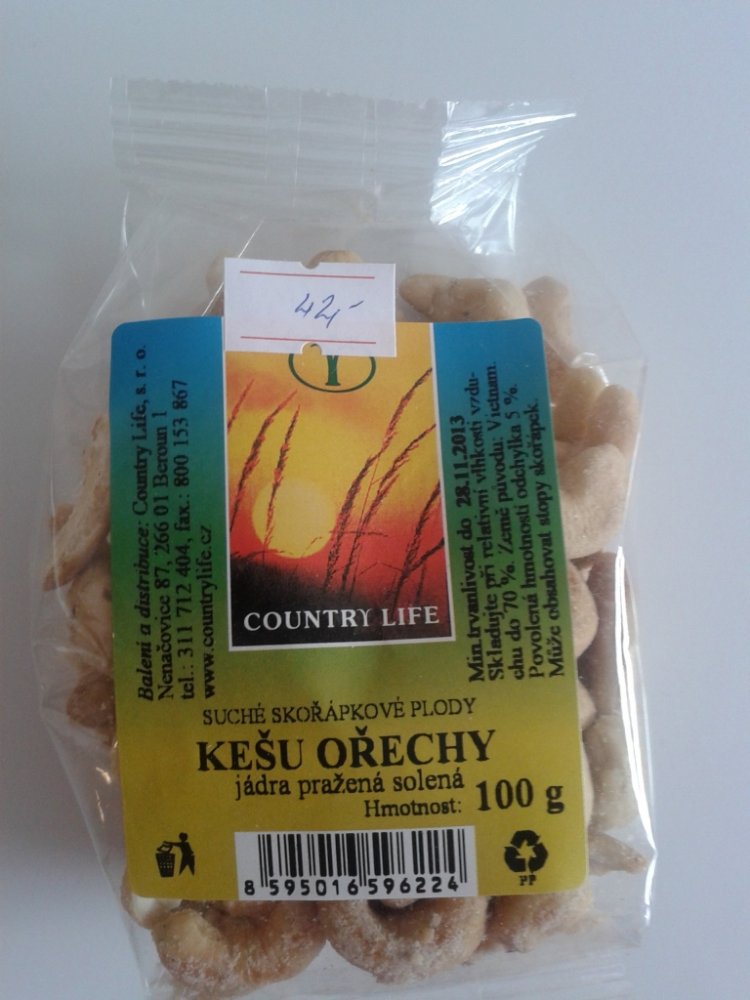 42,-
Balení a distribuce: Country Life, s. r. o.
Nenačovice 87, 266 01 Beroun 1
tel.: 311 712 404, fax.: 800 153 867
www.countrylife.cz
COUNTRY LIFE
Min.trvanlivost do 28.11.2013
Skladujte při relativní vlhkosti vzdu-
chu do 70 %. Země původu: Vietnam.
Povolená hmotnostní odchylka 5 %.
Může obsahovat stopy skořápek.
SUCHÉ SKOŘÁPKOVÉ PLODY
KEŠU OŘECHY
jádra pražená solená
Hmotnost: 100 g
8 595016 596224
PP